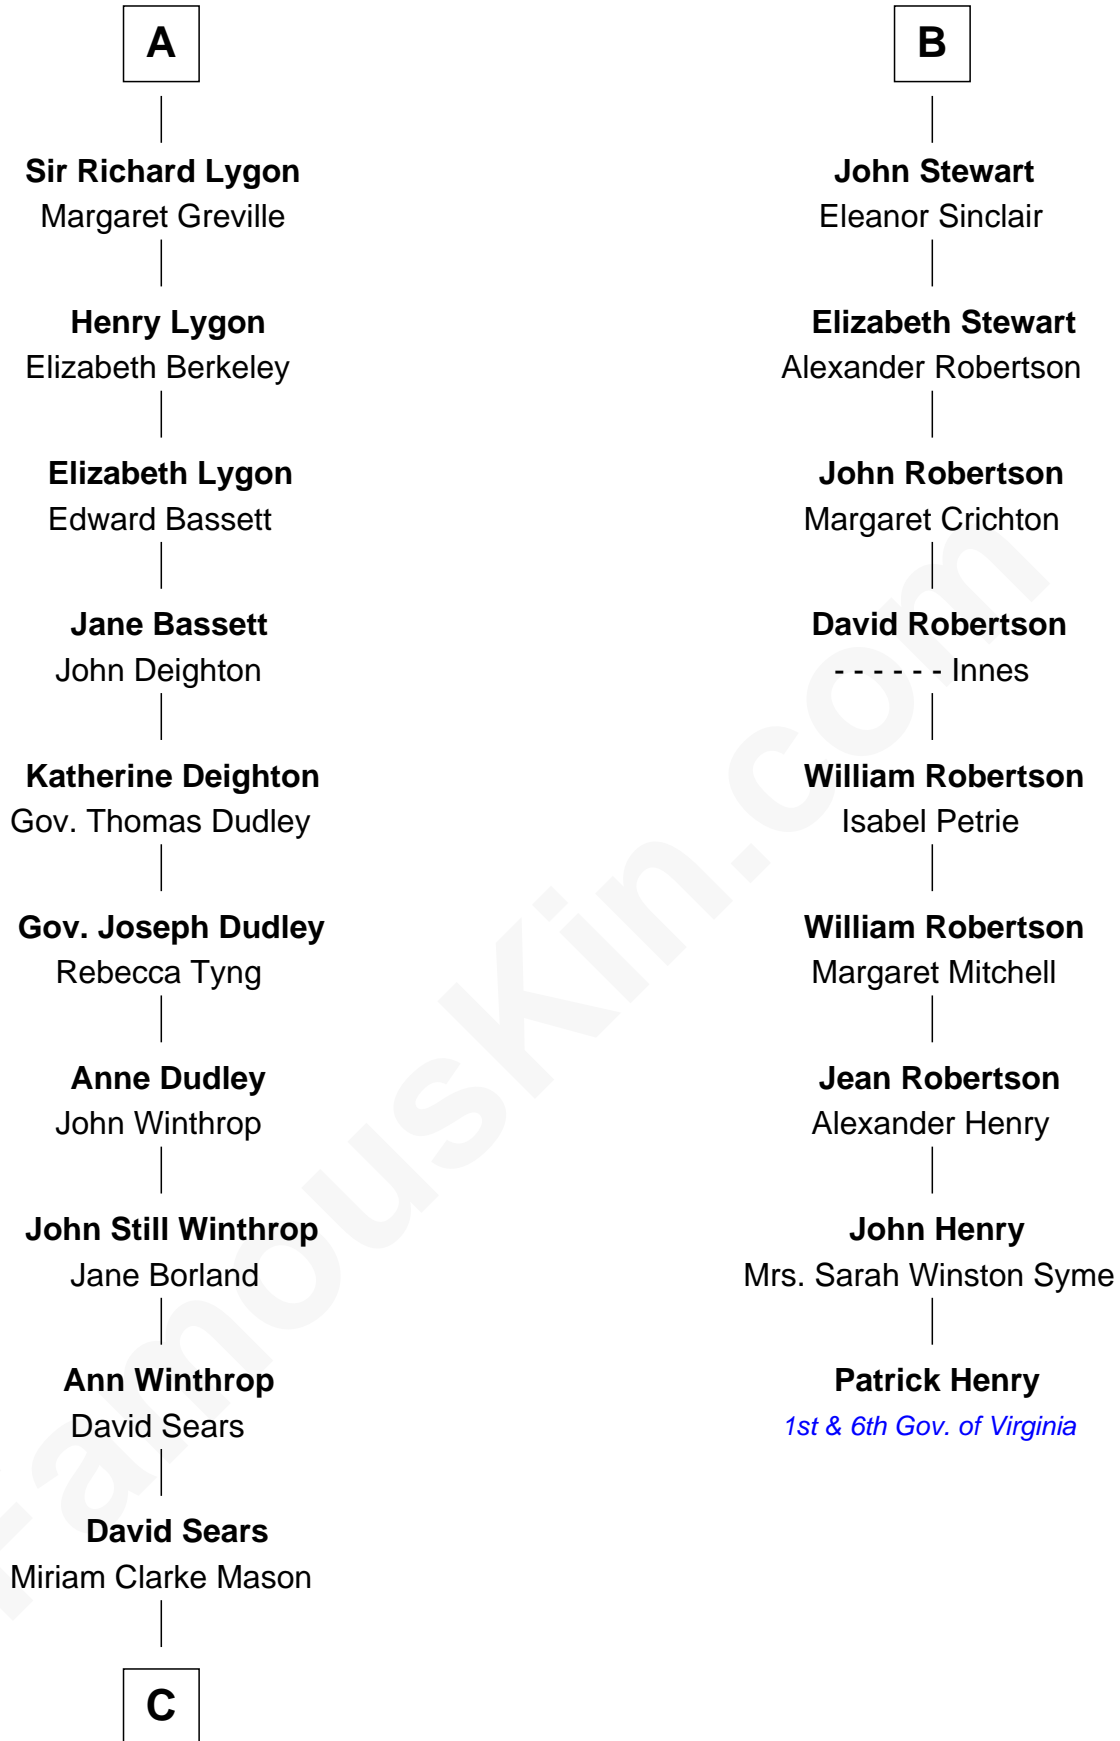 A
Sir Richard Lygon
Margaret Greville
Henry Lygon
Elizabeth Berkeley
Elizabeth Lygon
Edward Bassett
Jane Bassett
John Deighton
Katherine Deighton
Gov. Thomas Dudley
Gov. Joseph Dudley
Rebecca Tyng
Anne Dudley
John Winthrop
John Still Winthrop
Jane Borland
Ann Winthrop
David Sears
David Sears
Miriam Clarke Mason
C
B
John Stewart
Eleanor Sinclair
Elizabeth Stewart
Alexander Robertson
John Robertson
Margaret Crichton
David Robertson
- - - - - - Innes
William Robertson
Isabel Petrie
William Robertson
Margaret Mitchell
Jean Robertson
Alexander Henry
John Henry
Mrs. Sarah Winston Syme
Patrick Henry
1st & 6th Gov. of Virginia
FamousKin.com